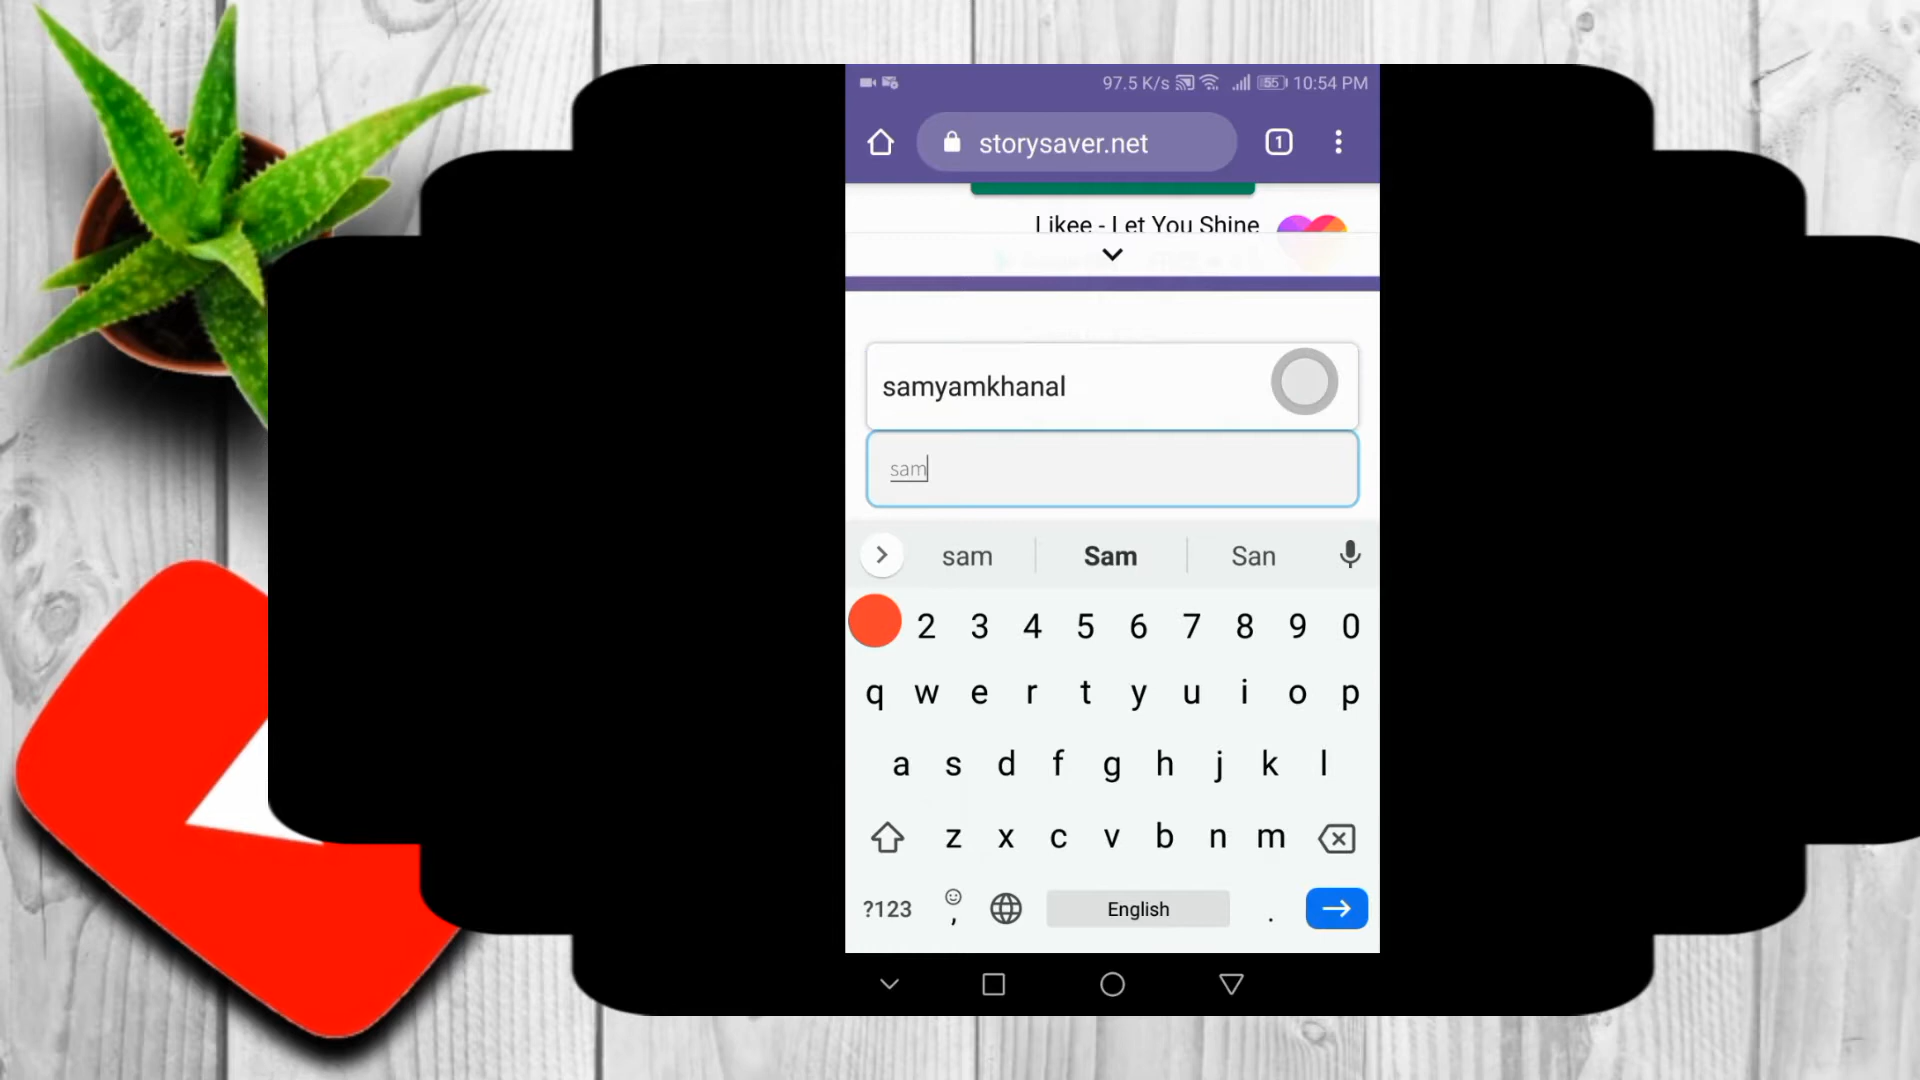 97.5 K/s 55 10:54 PM
storysaver.net 1
Likee - Let You Shine
samyamkhanal
sam
sam Sam San
2 3 4 5 6 7 8 9 0
q w e r t y u i o p
a s d f g h j k l
z x c v b n m
?123 , English .